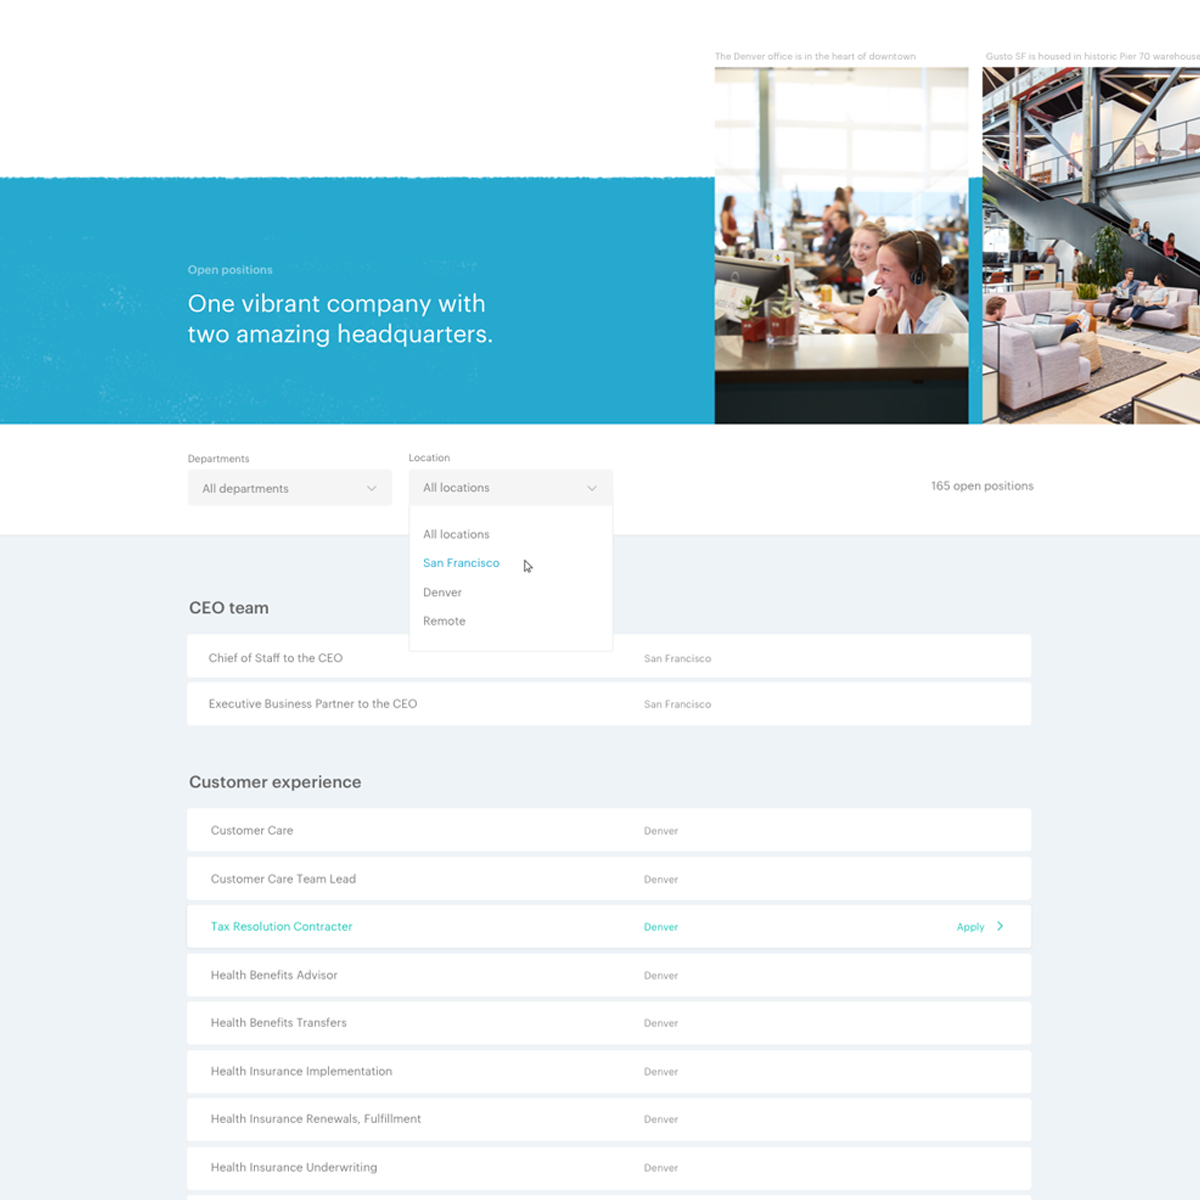 The Denver office is in the heart of downtown
Gusto SF is housed in historic Pier 70 warehouse
Open positions
One vibrant company with
two amazing headquarters.
Departments
Location
All departments
All locations
165 open positions
All locations
San Francisco
Denver
Remote
CEO team
Chief of Staff to the CEO San Francisco
Executive Business Partner to the CEO San Francisco
Customer experience
Customer Care Denver
Customer Care Team Lead Denver
Tax Resolution Contracter Denver Apply
Health Benefits Advisor Denver
Health Benefits Transfers Denver
Health Insurance Implementation Denver
Health Insurance Renewals, Fulfillment Denver
Health Insurance Underwriting Denver